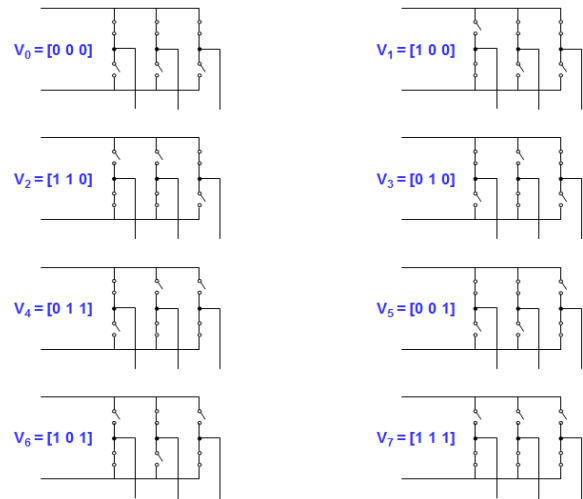 V₀ = [0 0 0]
V₁ = [1 0 0]
V₂ = [1 1 0]
V₃ = [0 1 0]
V₄ = [0 1 1]
V₅ = [0 0 1]
V₆ = [1 0 1]
V₇ = [1 1 1]